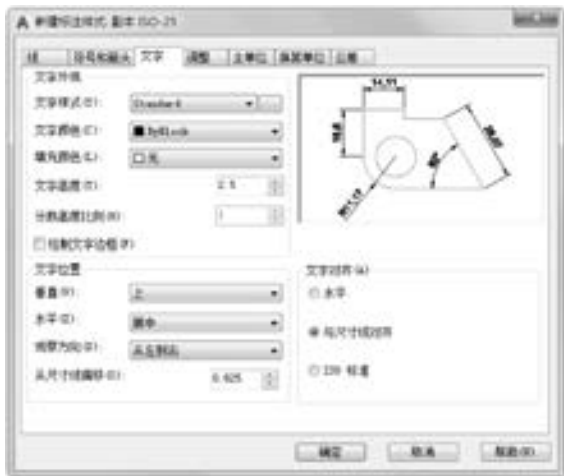 新建标注样式: 副本 ISO-25
线 符号和箭头 文字 调整 主单位 换算单位 公差
文字外观
文字样式(Y): Standard
文字颜色(C): ByBlock
填充颜色(L): 无
文字高度(T): 2.5
分数高度比例(H): 1
绘制文字边框(F)
14,11
文字位置
垂直(V): 上
水平(Z): 居中
观察方向(D): 从左到右
从尺寸线偏移(O): 0.625
文字对齐(A)
水平
与尺寸线对齐
ISO 标准
确定 取消 帮助(H)